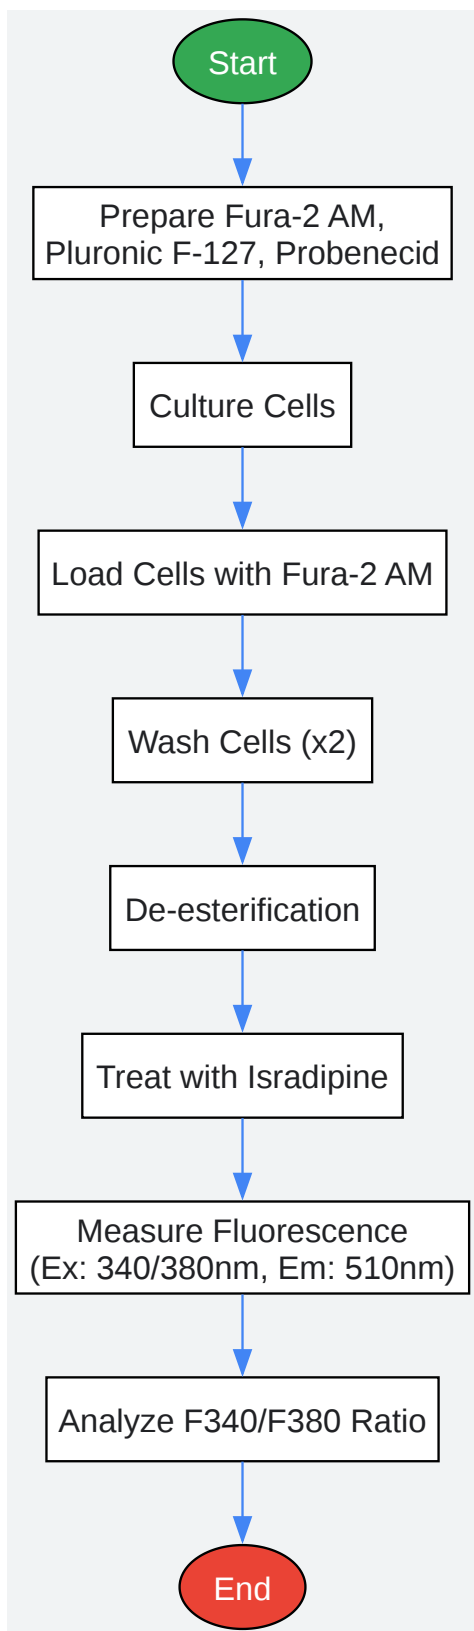 Start
Prepare Fura-2 AM,
Pluronic F-127, Probenecid
Culture Cells
Load Cells with Fura-2 AM
Wash Cells (x2)
De-esterification
Treat with Isradipine
Measure Fluorescence
(Ex: 340/380nm, Em: 510nm)
Analyze F340/F380 Ratio
End